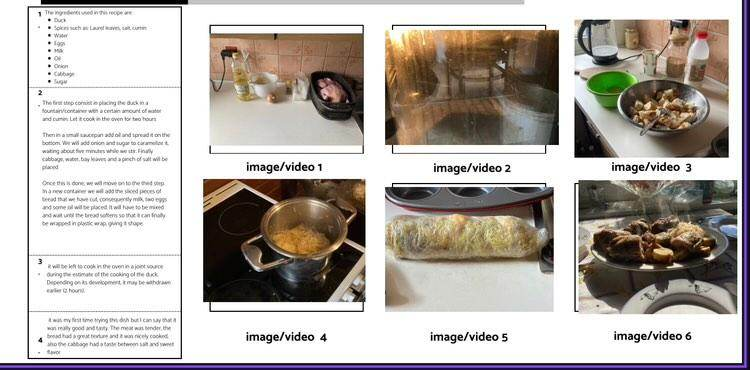 1 The ingredients used in this recipe are:
Duck
Spices such as: Laurel leaves, salt, cumin
Water
Eggs
Milk
Oil
Onion
Cabbage
Sugar
2
The first step consist in placing the duck in a
fountain/container with a certain amount of water
and cumin. Let it cook in the oven for two hours
Then in a small saucepan add oil and spread it on the
bottom. We will add onion and sugar to caramelize it,
waiting about five minutes while we stir. Finally
cabbage, water, bay leaves and a pinch of salt will be
placed.
Once this is done, we will move on to the third step.
In a new container we will add the sliced pieces of
bread that we have cut, consequently milk, two eggs
and some oil will be placed. It will have to be mixed
and wait until the bread softens so that it can finally
be wrapped in plastic wrap, giving it shape.
3
it will be left to cook in the oven in a joint source
during the estimate of the cooking of the duck.
Depending on its development, it may be withdrawn
earlier (2 hours).
4
it was my first time trying this dish but I can say that it
was really good and tasty. The meat was tender, the
bread had a great texture and it was nicely cooked,
also the cabbage had a taste between salt and sweet
flavor
image/video 1
image/video 2
image/video 3
image/video 4
image/video 5
image/video 6